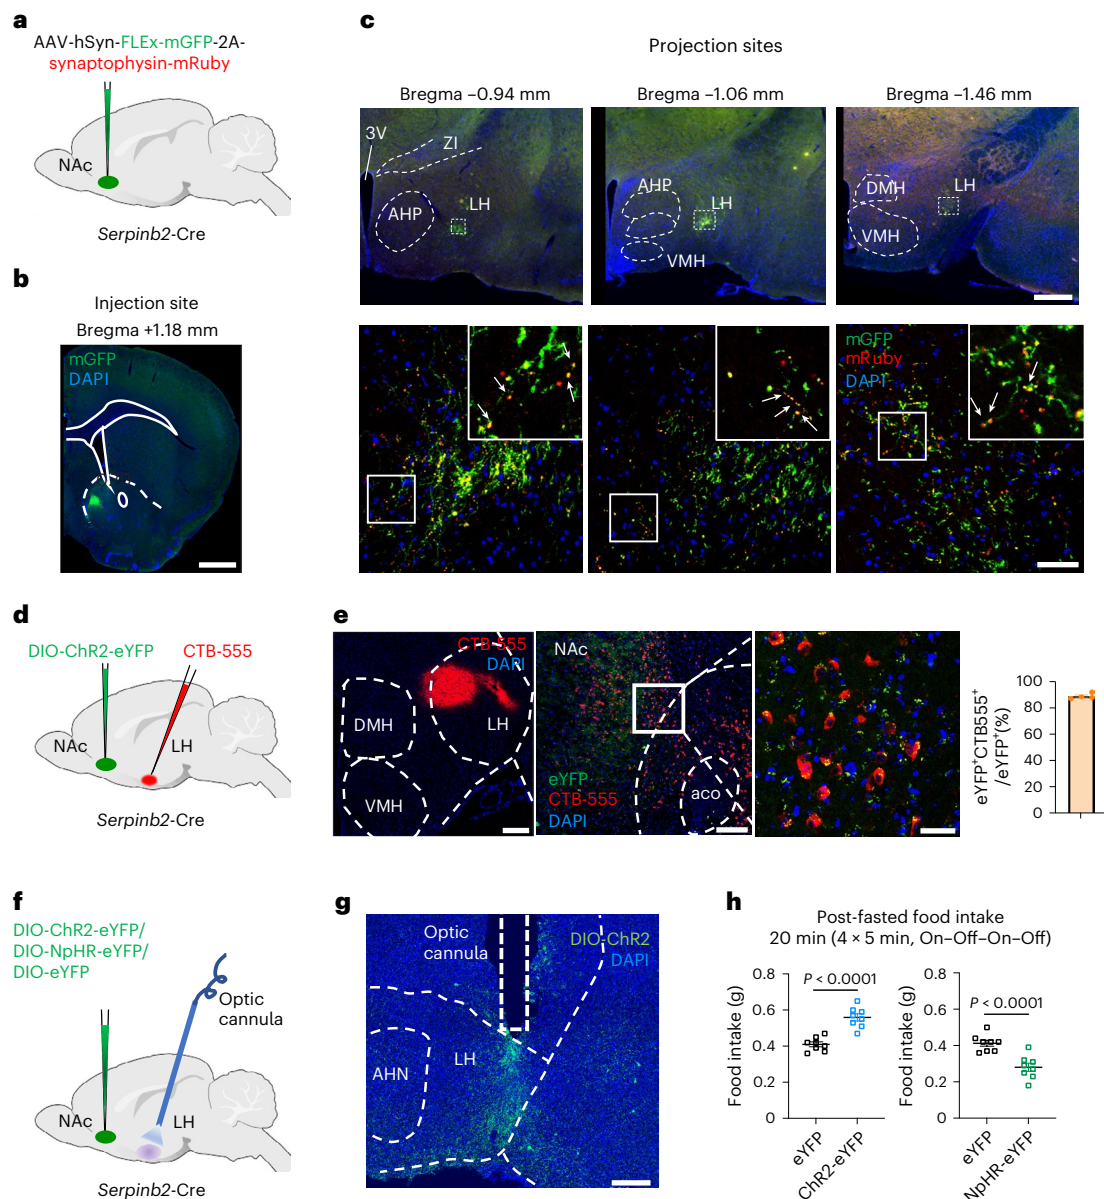 a
AAV-hSyn-FLEx-mGFP-2A-
synaptophysin-mRuby
NAc
Serpinb2-Cre
b
Injection site
Bregma +1.18 mm
mGFP
DAPI
c
Projection sites
Bregma –0.94 mm
Bregma –1.06 mm
Bregma –1.46 mm
3V
ZI
AHP
LH
AHP
LH
VMH
DMH
LH
VMH
mGFP
mRuby
DAPI
d
DIO-ChR2-eYFP
CTB-555
NAc
LH
Serpinb2-Cre
e
CTB-555
DAPI
DMH
LH
VMH
NAc
eYFP
CTB-555
DAPI
aco
eYFP⁺CTB555⁺
/eYFP⁺(%)
100
80
60
40
20
0
f
DIO-ChR2-eYFP/
DIO-NpHR-eYFP/
DIO-eYFP
Optic
cannula
NAc
LH
Serpinb2-Cre
g
Optic
cannula
DIO-ChR2
DAPI
LH
AHN
h
Post-fasted food intake
20 min (4 × 5 min, On–Off–On–Off)
Food intake (g)
0.8
0.6
0.4
0.2
0
P < 0.0001
eYFP
ChR2-eYFP
Food intake (g)
0.8
0.6
0.4
0.2
0
P < 0.0001
eYFP
NpHR-eYFP